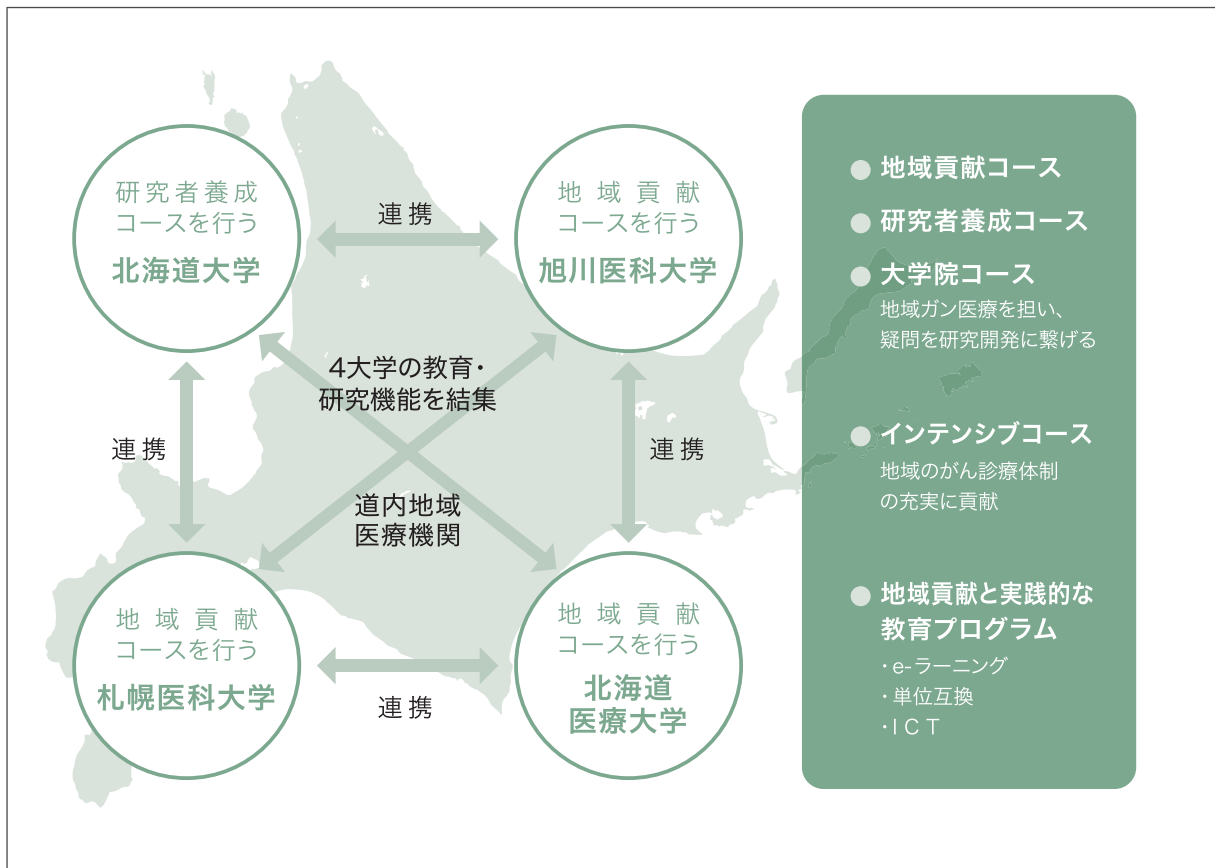 研究者養成
コースを行う
北海道大学
連携
地域貢献
コースを行う
旭川医科大学
4大学の教育・
研究機能を結集
連携
連携
道内地域
医療機関
地域貢献
コースを行う
札幌医科大学
連携
地域貢献
コースを行う
北海道
医療大学
● 地域貢献コース
● 研究者養成コース
● 大学院コース
地域ガン医療を担い、
疑問を研究開発に繋げる
● インテンシブコース
地域のがん診療体制
の充実に貢献
● 地域貢献と実践的な
教育プログラム
・e-ラーニング
・単位互換
・ICT